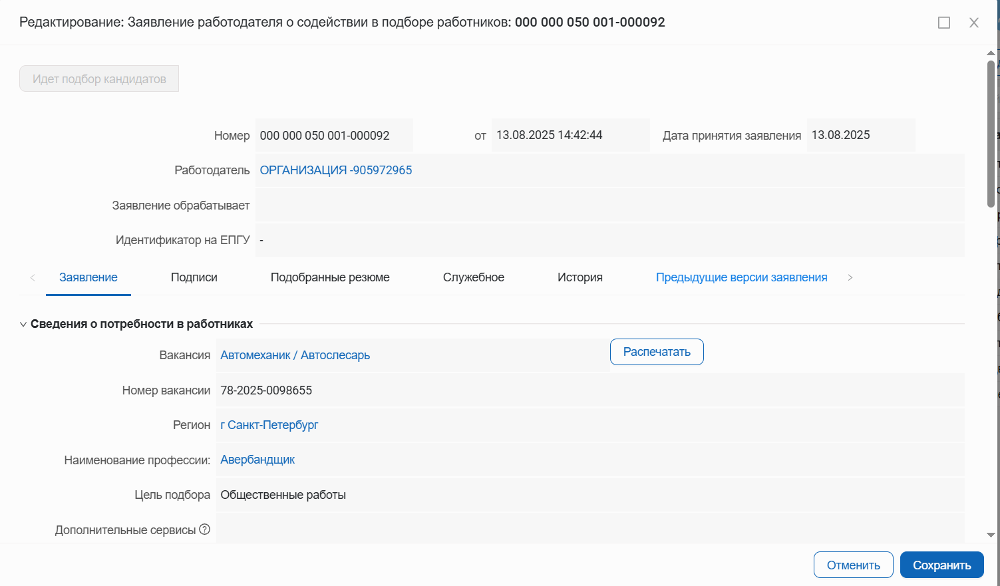 Редактирование: Заявление работодателя о содействии в подборе работников: 000 000 050 001-000092
Идет подбор кандидатов
Номер 000 000 050 001-000092 от 13.08.2025 14:42:44 Дата принятия заявления 13.08.2025
Работодатель ОРГАНИЗАЦИЯ -905972965
Заявление обрабатывает
Идентификатор на ЕПГУ -
Заявление Подписи Подобранные резюме Служебное История Предыдущие версии заявления
Сведения о потребности в работниках
Вакансия Автомеханик / Автослесарь Распечатать
Номер вакансии 78-2025-0098655
Регион г Санкт-Петербург
Наименование профессии: Авербандщик
Цель подбора Общественные работы
Дополнительные сервисы
Отменить Сохранить